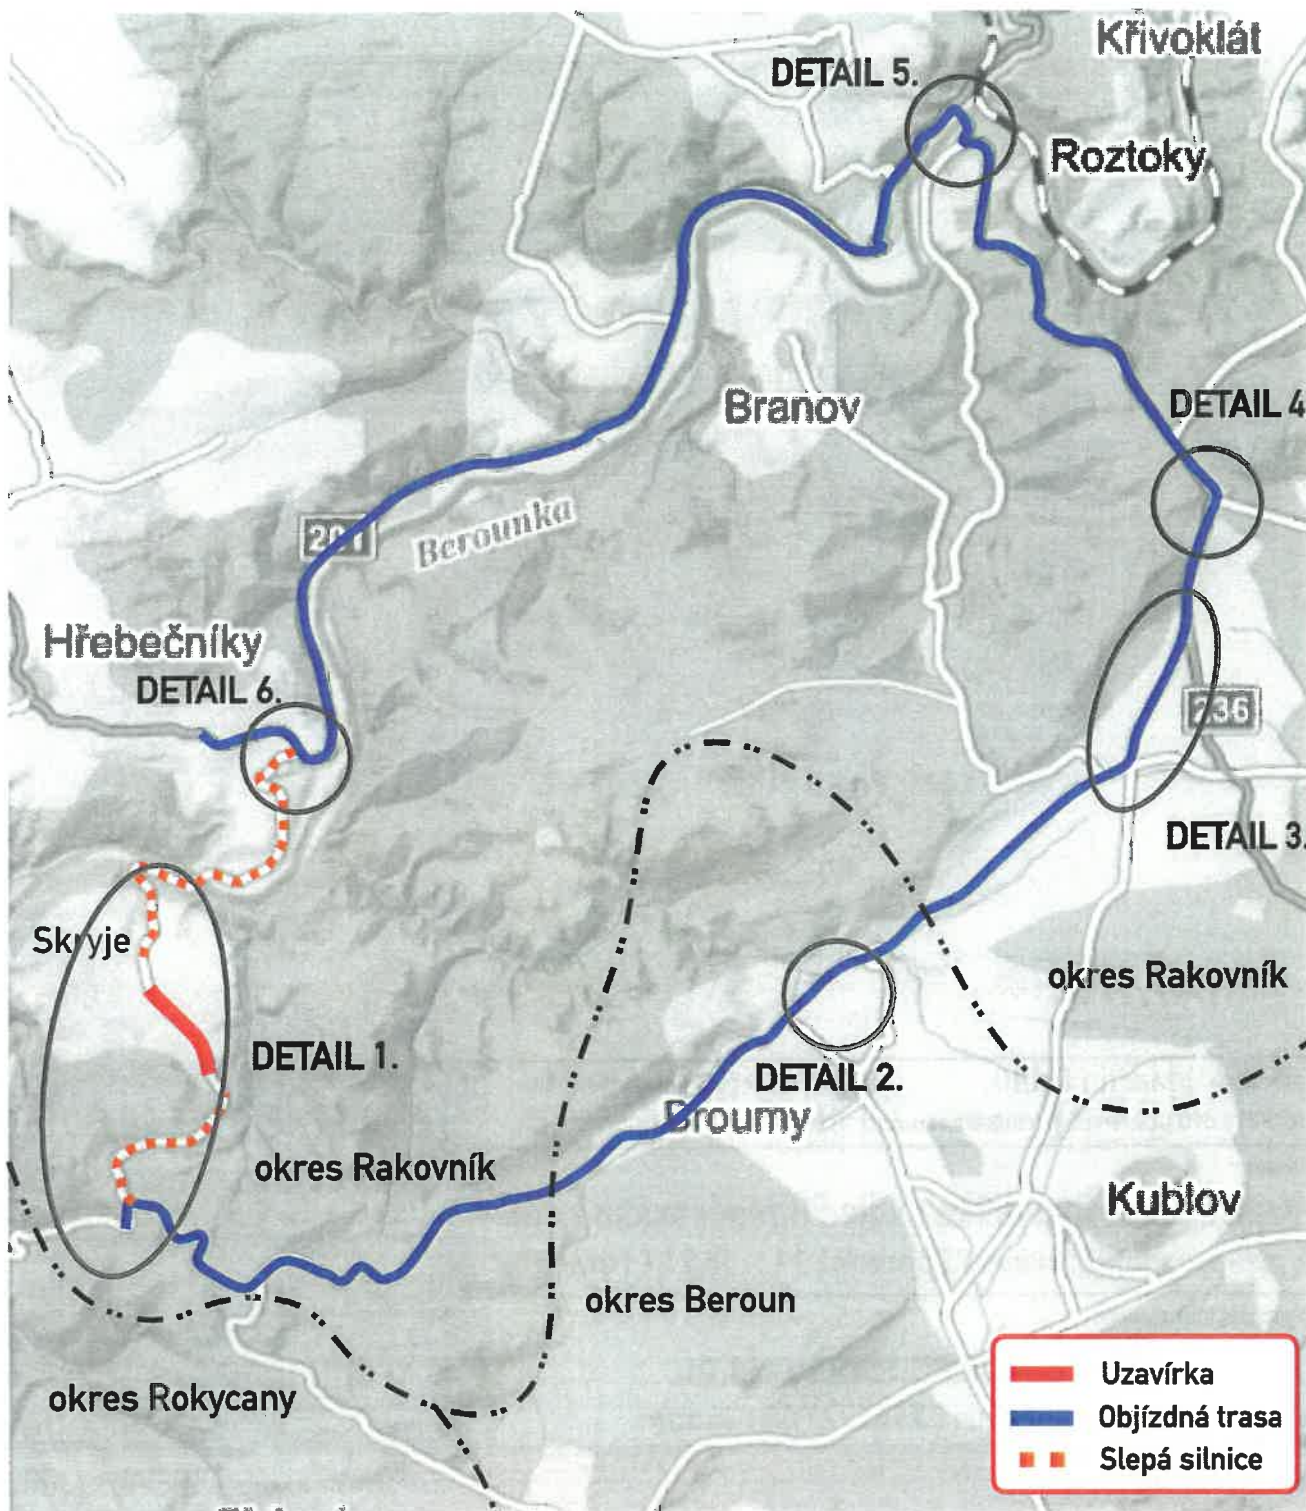 Křivoklát
DETAIL 5.
Roztoky
Branov
DETAIL 4
201
Berounka
Hřebečníky
DETAIL 6.
236
DETAIL 3.
Skryje
okres Rakovník
DETAIL 1.
DETAIL 2.
Broumy
okres Rakovník
Kublov
okres Beroun
okres Rokycany
Uzavírka
Objízdná trasa
Slepá silnice